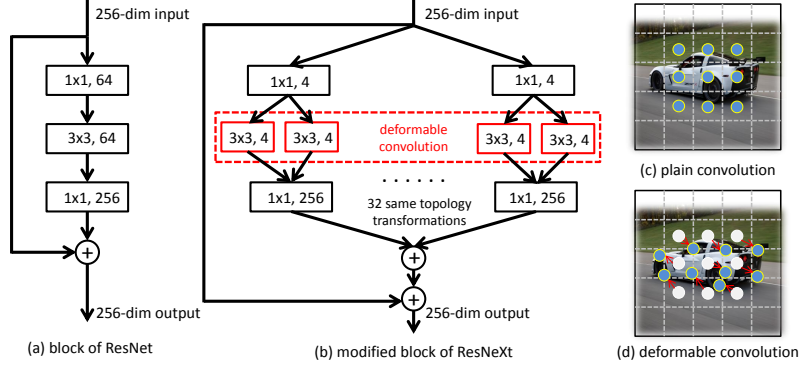 256-dim input
1x1, 64
3x3, 64
1x1, 256
+
256-dim output
(a) block of ResNet
256-dim input
1x1, 4
1x1, 4
3x3, 4
3x3, 4
deformable
convolution
3x3, 4
3x3, 4
1x1, 256
. . . . . .
1x1, 256
32 same topology
transformations
+
+
256-dim output
(b) modified block of ResNeXt
(c) plain convolution
(d) deformable convolution